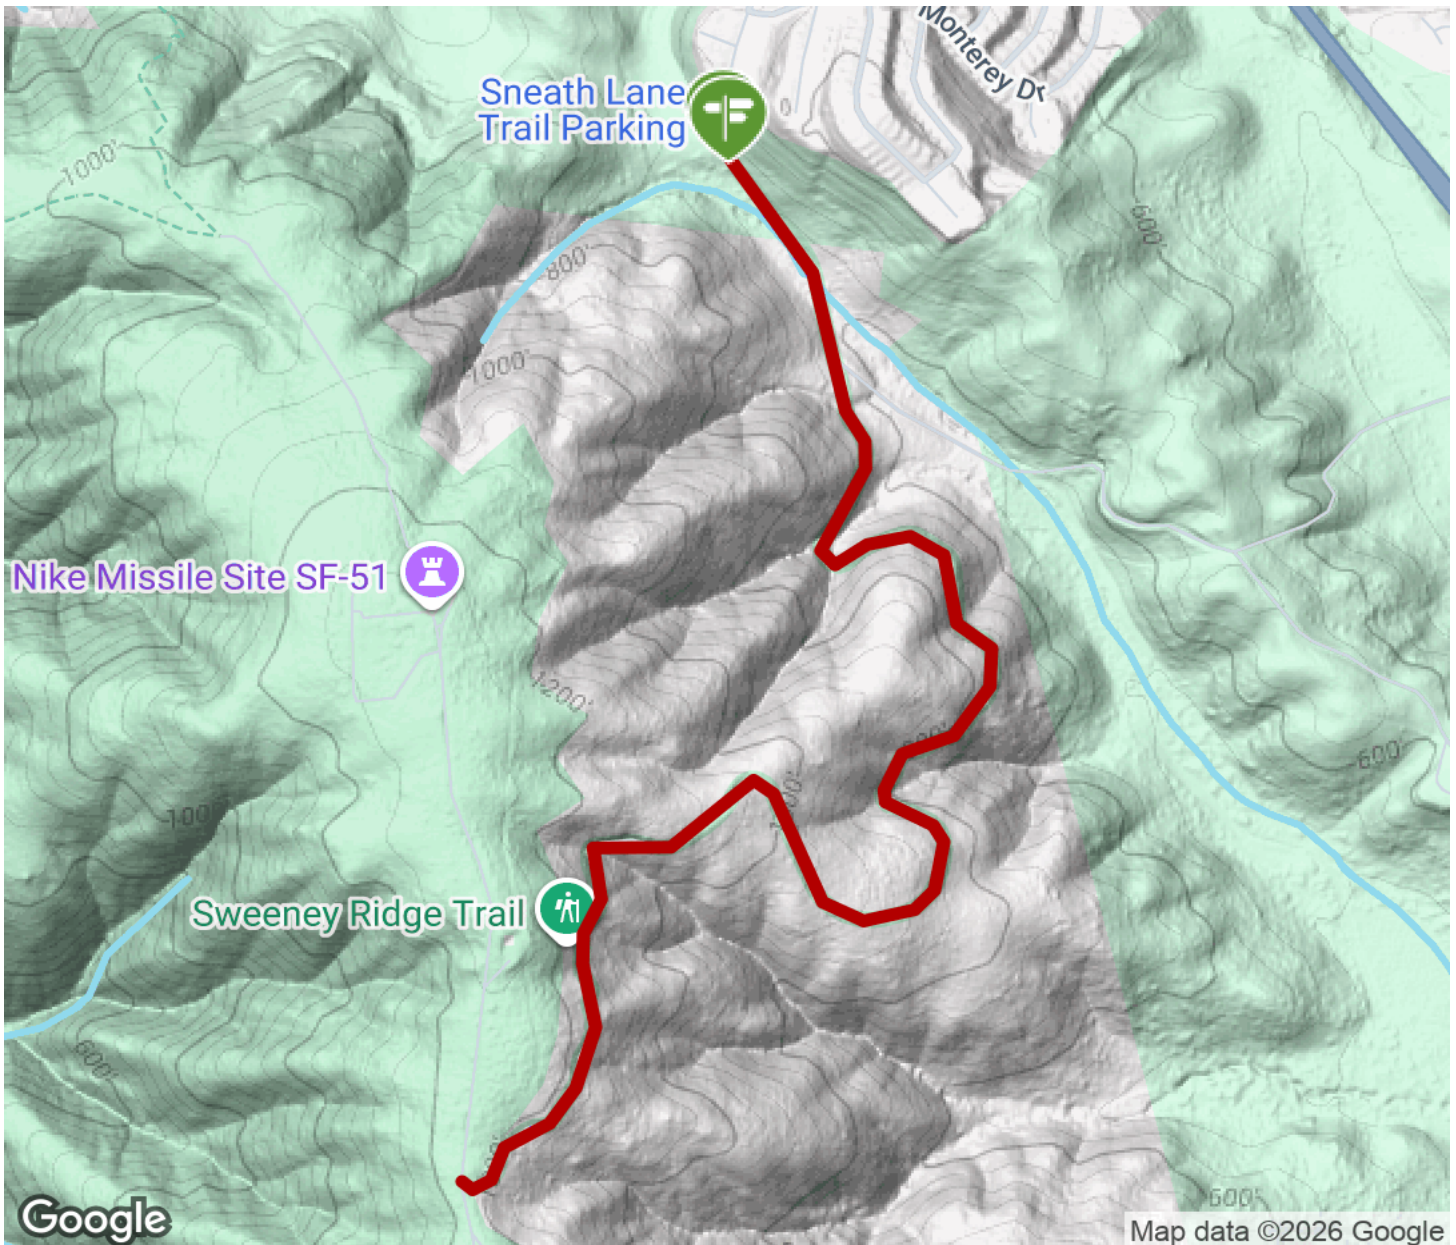 Monterey Dr
Sneath Lane
Trail Parking
1000'
600'
800'
1000'
Nike Missile Site SF-51
1200'
600'
1000'
Sweeney Ridge Trail
600'
600'
Google
Map data ©2026 Google